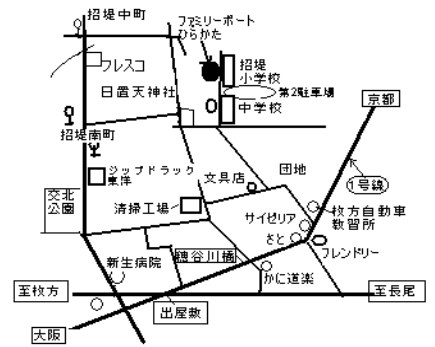 招堤中町
ファミリーポート
ひらかた
フレスコ
招堤
小学校
日置天神社
第2駐車場
中学校
京都
招堤南町
ジップドラック
東洋
文具店
団地
1号線
交北
公園
清掃工場
サイゼリア
枚方自動車
教習所
さと
フレンドリー
新生病院
穂谷川橋
かに道楽
至枚方
出屋敷
至長尾
大阪